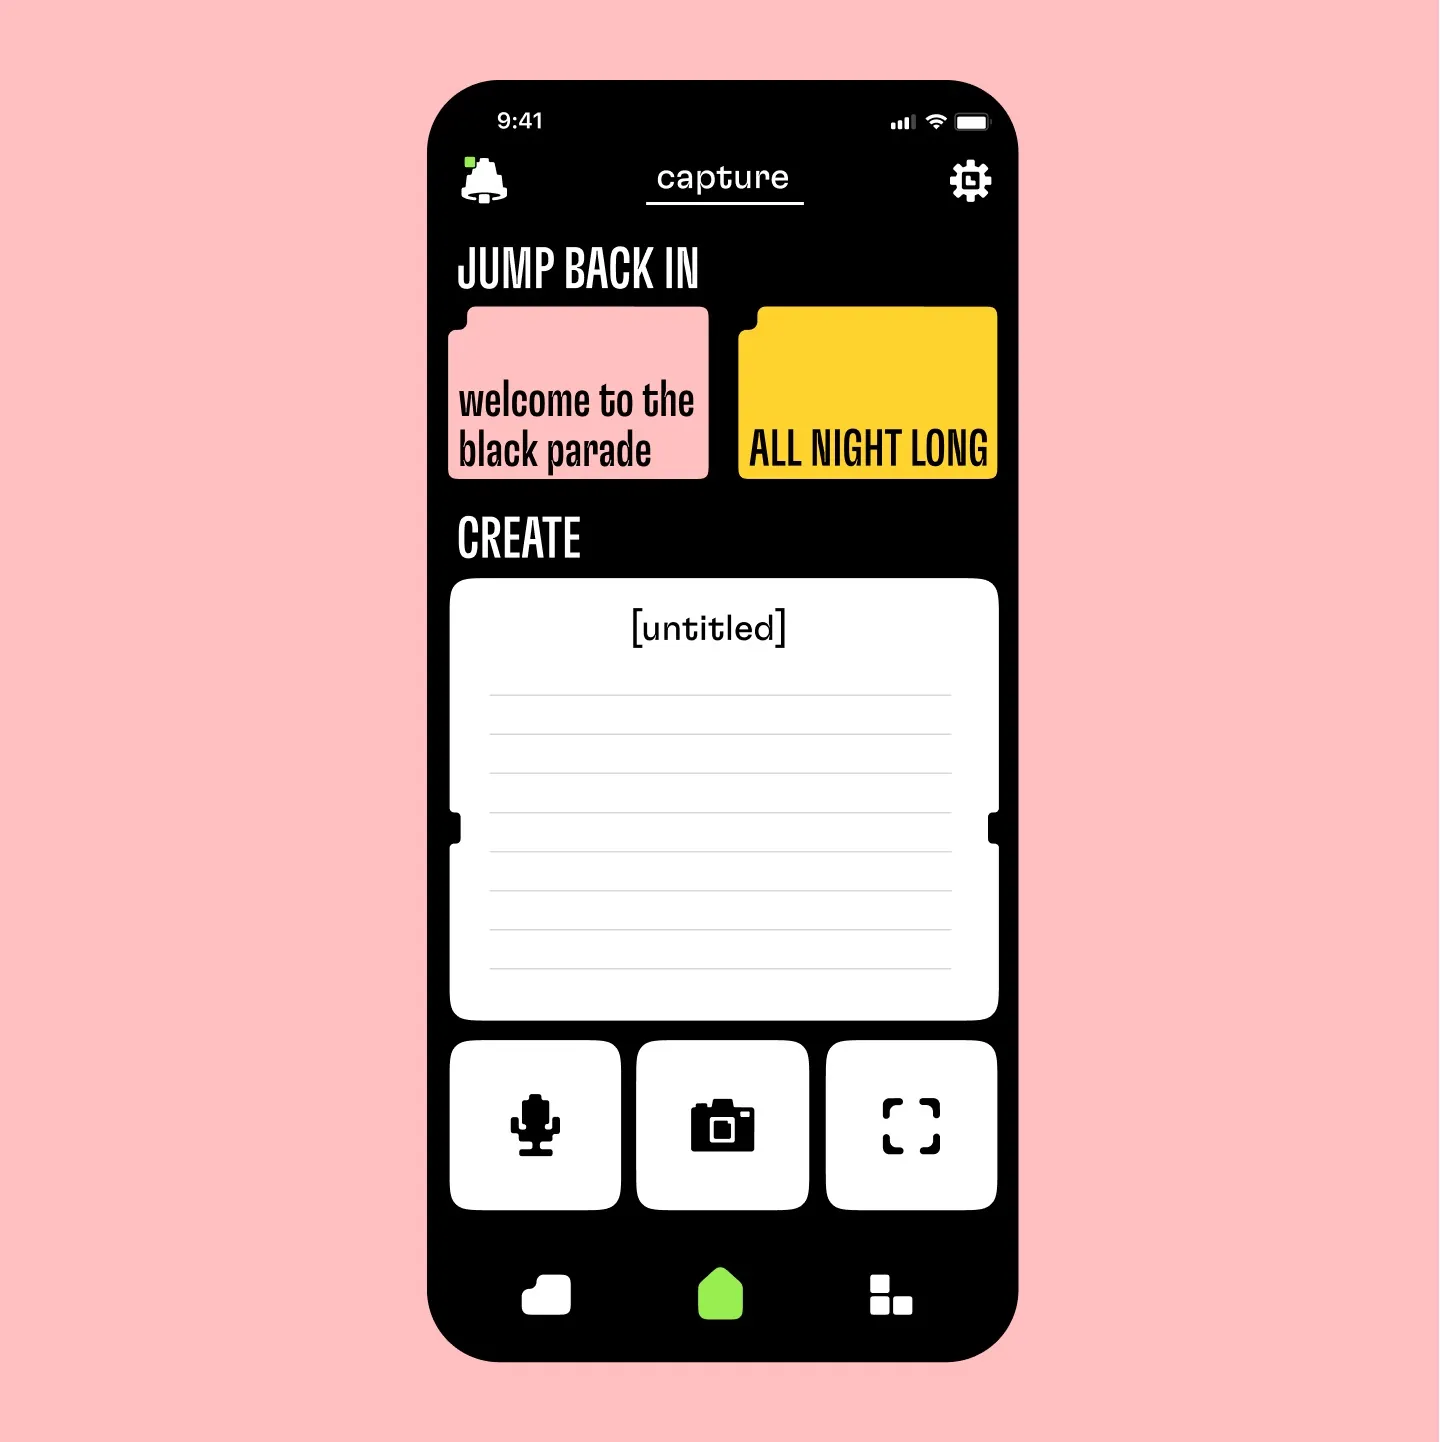 9:41
capture
JUMP BACK IN
welcome to the
black parade
ALL NIGHT LONG
CREATE
[untitled]